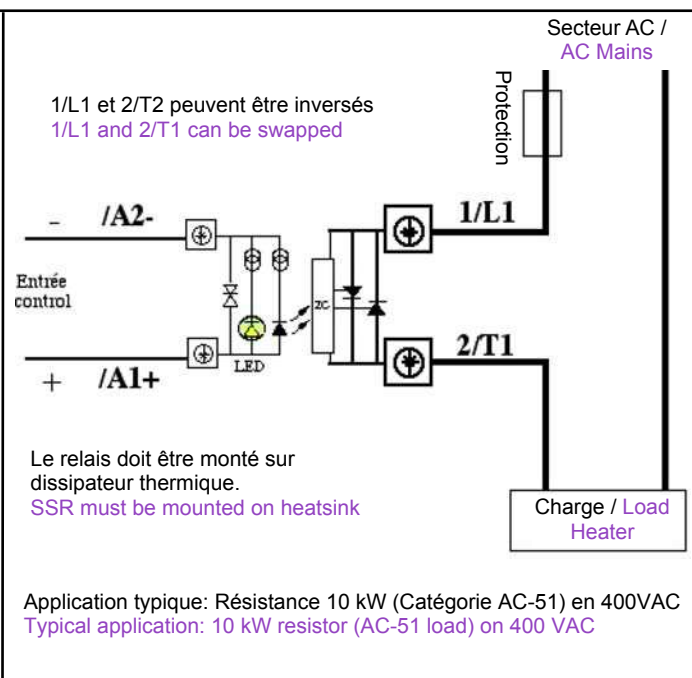 Secteur AC /
AC Mains
Protection
1/L1 et 2/T2 peuvent être inversés
1/L1 and 2/T1 can be swapped
- /A2-
1/L1
Entrée
control
ZC
LED
+ /A1+
2/T1
Le relais doit être monté sur
dissipateur thermique.
SSR must be mounted on heatsink
Charge / Load
Heater
Application typique: Résistance 10 kW (Catégorie AC-51) en 400VAC
Typical application: 10 kW resistor (AC-51 load) on 400 VAC